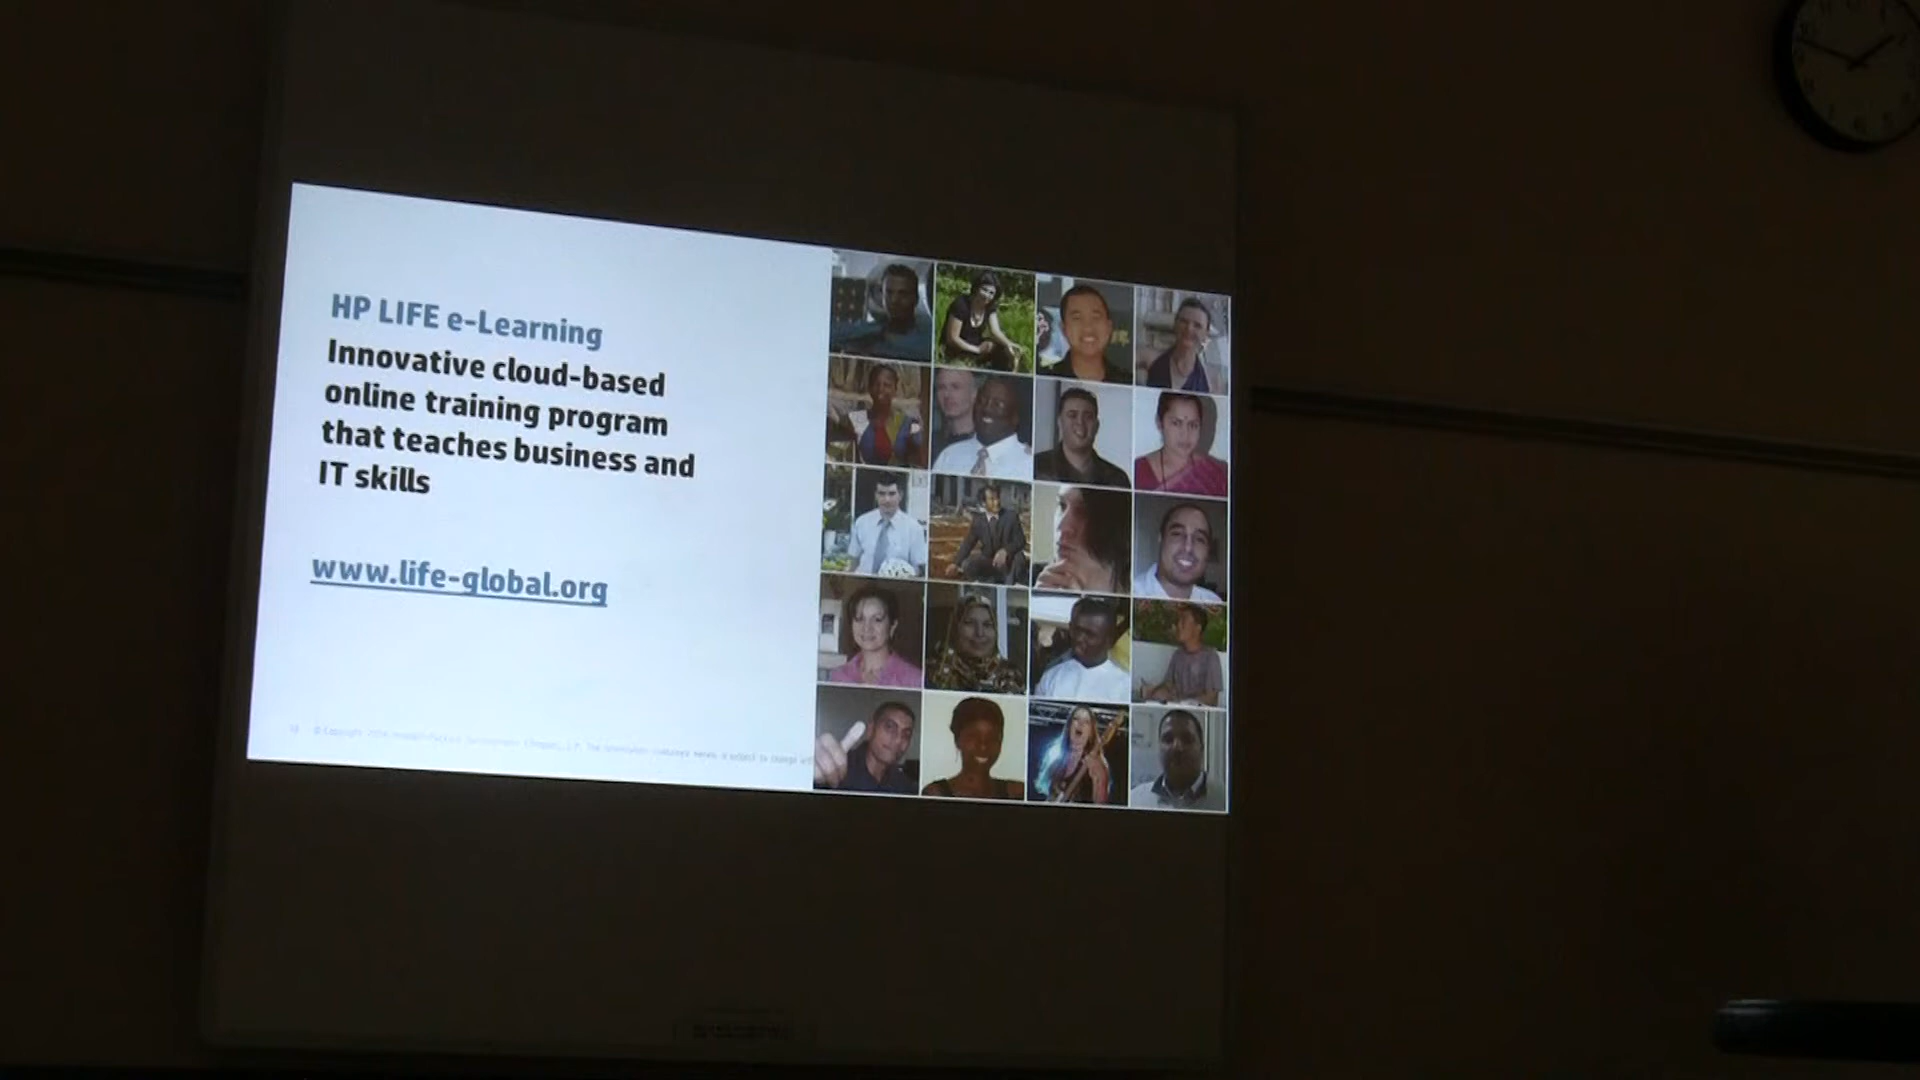 HP LIFE e-Learning
Innovative cloud-based
online training program
that teaches business and
IT skills
www.life-global.org